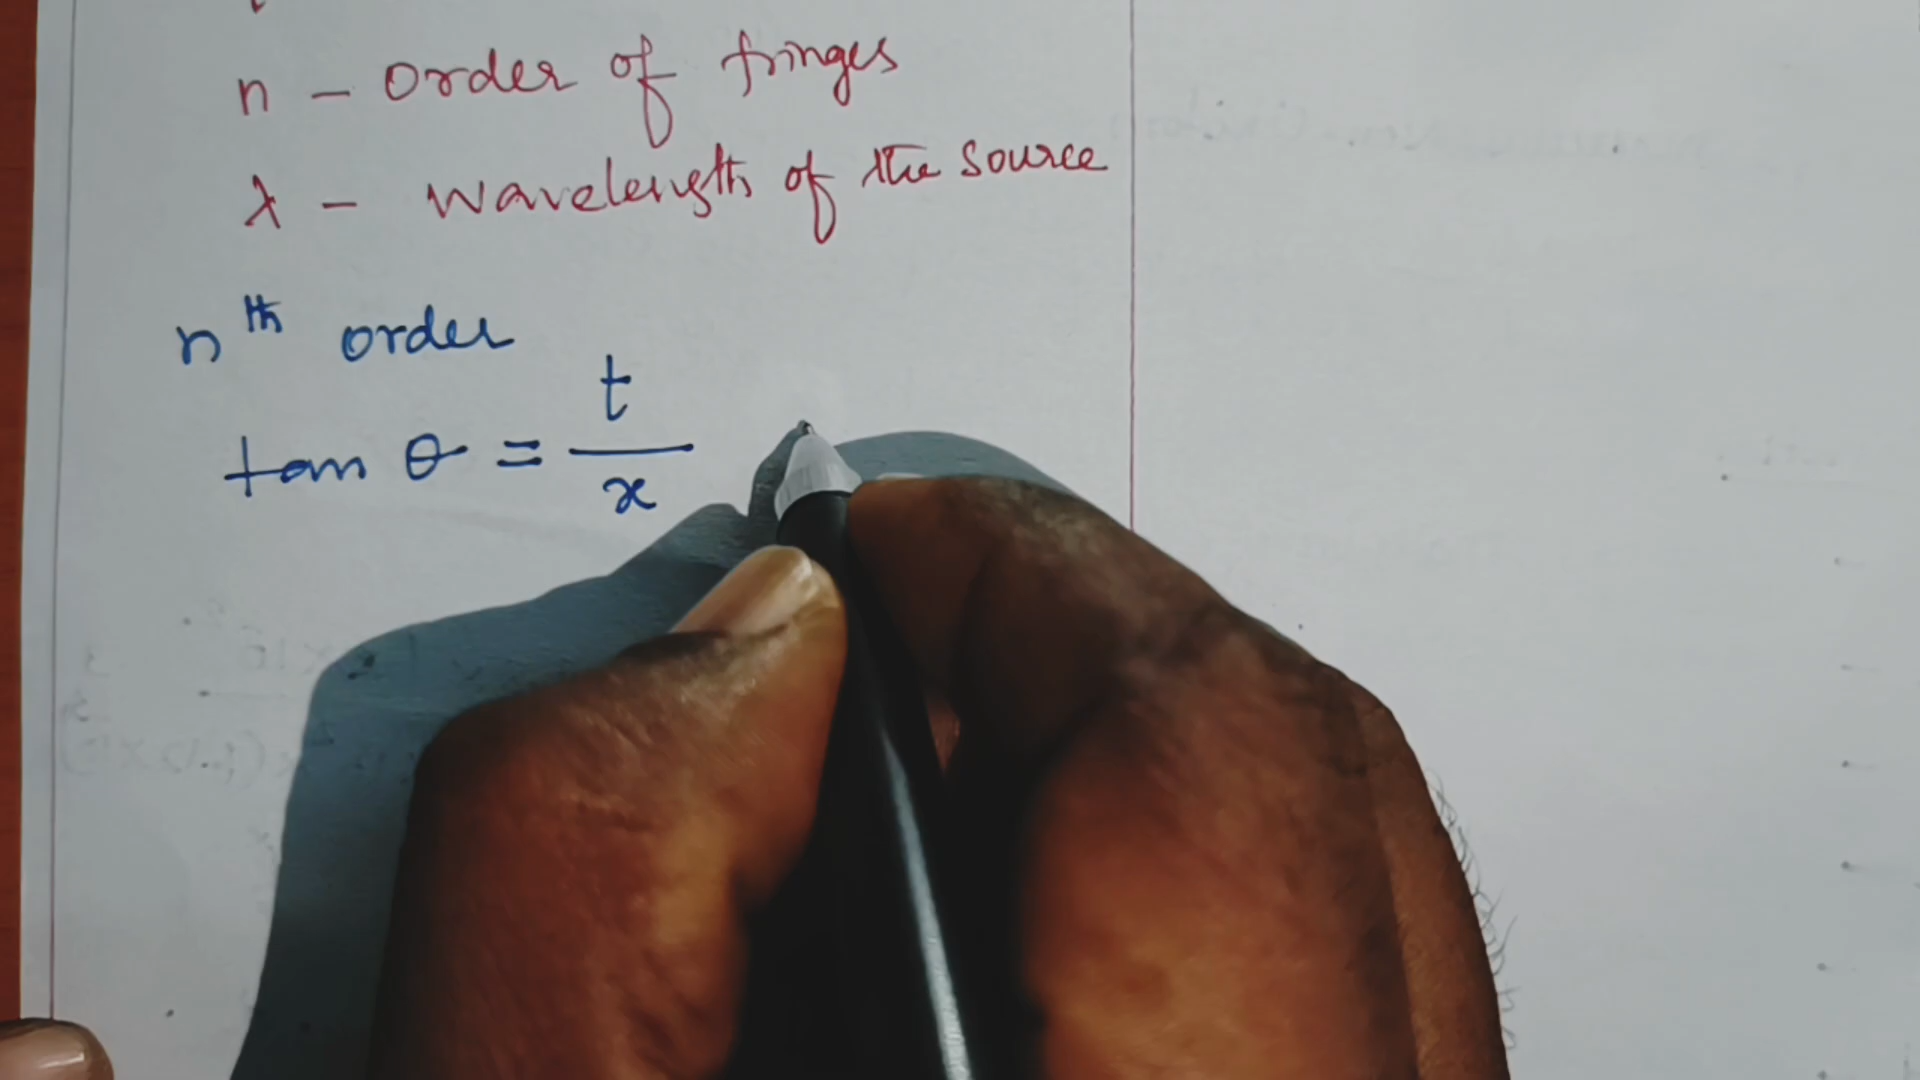 n - order of fringes
λ - wavelength of the source
nth order
tan θ = t/x